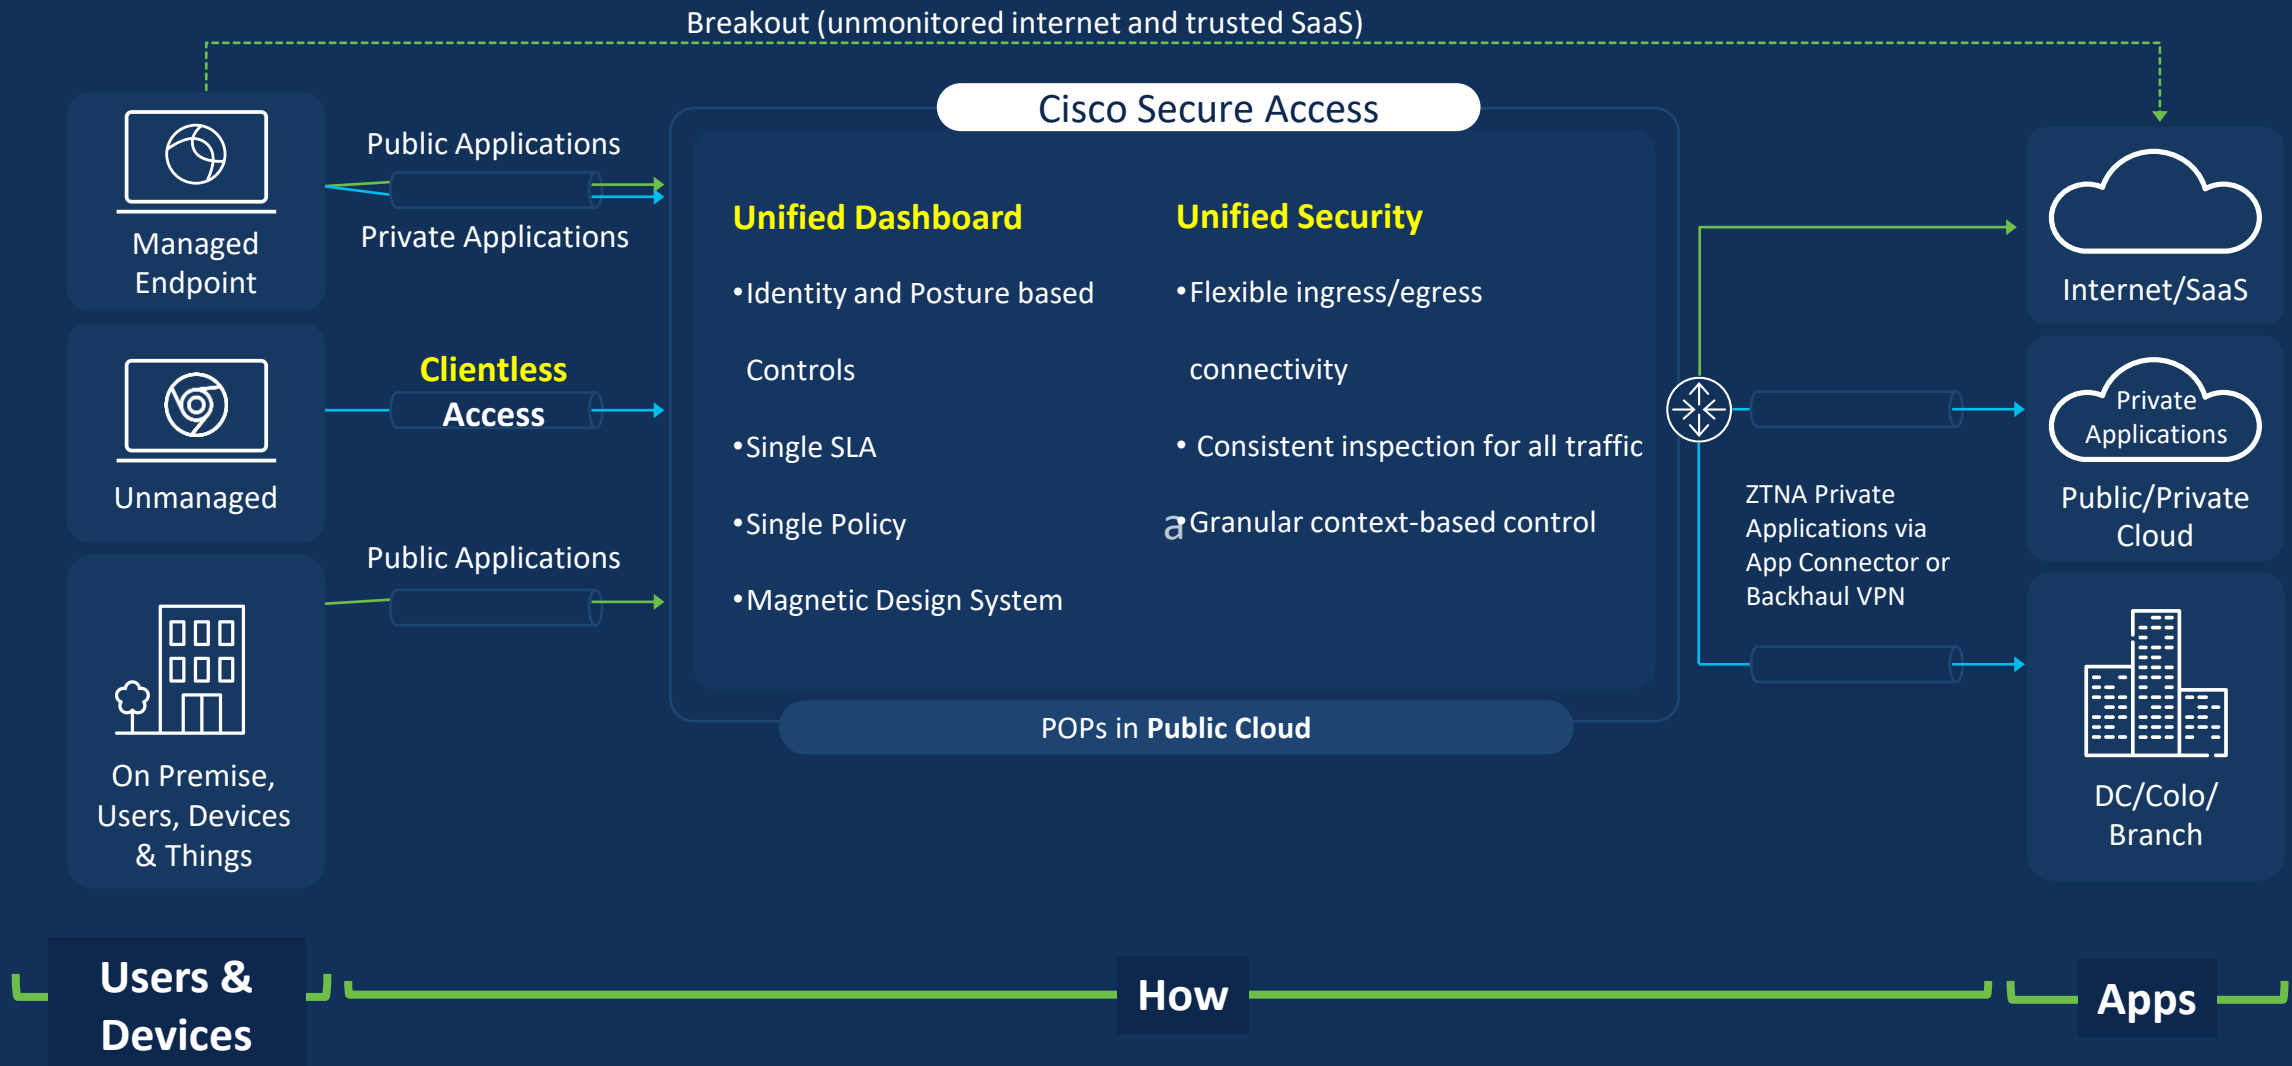 Breakout (unmonitored internet and trusted SaaS)
Managed
Endpoint
Public Applications
Private Applications
Unmanaged
Clientless
Access
On Premise,
Users, Devices
& Things
Public Applications
Cisco Secure Access
Unified Dashboard
•Identity and Posture based
Controls
•Single SLA
•Single Policy
•Magnetic Design System
Unified Security
•Flexible ingress/egress
connectivity
• Consistent inspection for all traffic
a
•Granular context-based control
POPs in Public Cloud
ZTNA Private
Applications via
App Connector or
Backhaul VPN
Internet/SaaS
Private
Applications
Public/Private
Cloud
DC/Colo/
Branch
Users &
Devices
How
Apps